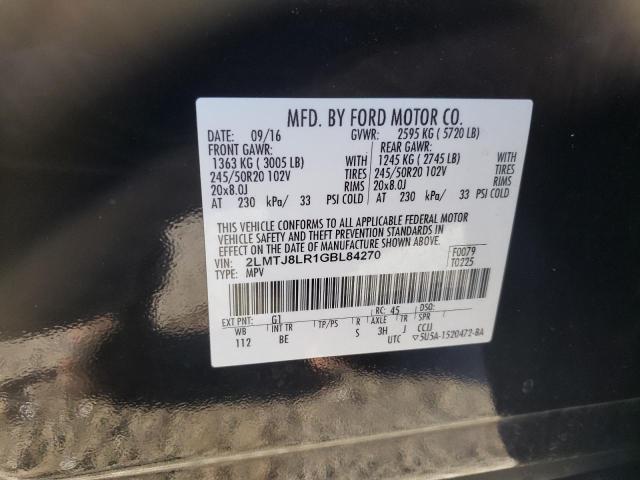 MFD. BY FORD MOTOR CO.
DATE: 09/16 GVWR: 2595 KG ( 5720 LB)
FRONT GAWR: REAR GAWR:
1363 KG ( 3005 LB) WITH 1245 KG ( 2745 LB) WITH
245/50R20 102V TIRES 245/50R20 102V TIRES
20x8.0J RIMS 20x8.0J RIMS
AT 230 kPa/ 33 PSI COLD AT 230 kPa/ 33 PSI COLD
THIS VEHICLE CONFORMS TO ALL APPLICABLE FEDERAL MOTOR
VEHICLE SAFETY AND THEFT PREVENTION STANDARDS IN EFFECT ON
THE DATE OF MANUFACTURE SHOWN ABOVE.
VIN: 2LMTJ8LR1GBL84270 F0079
TYPE: MPV T0225
EXT PNT: G1 RC: 45 DSO:
WB INT TR TP/PS R AXLE TR SPR
112 BE S 3H J CCIJ
UTC ▽5U5A-1520472-BA